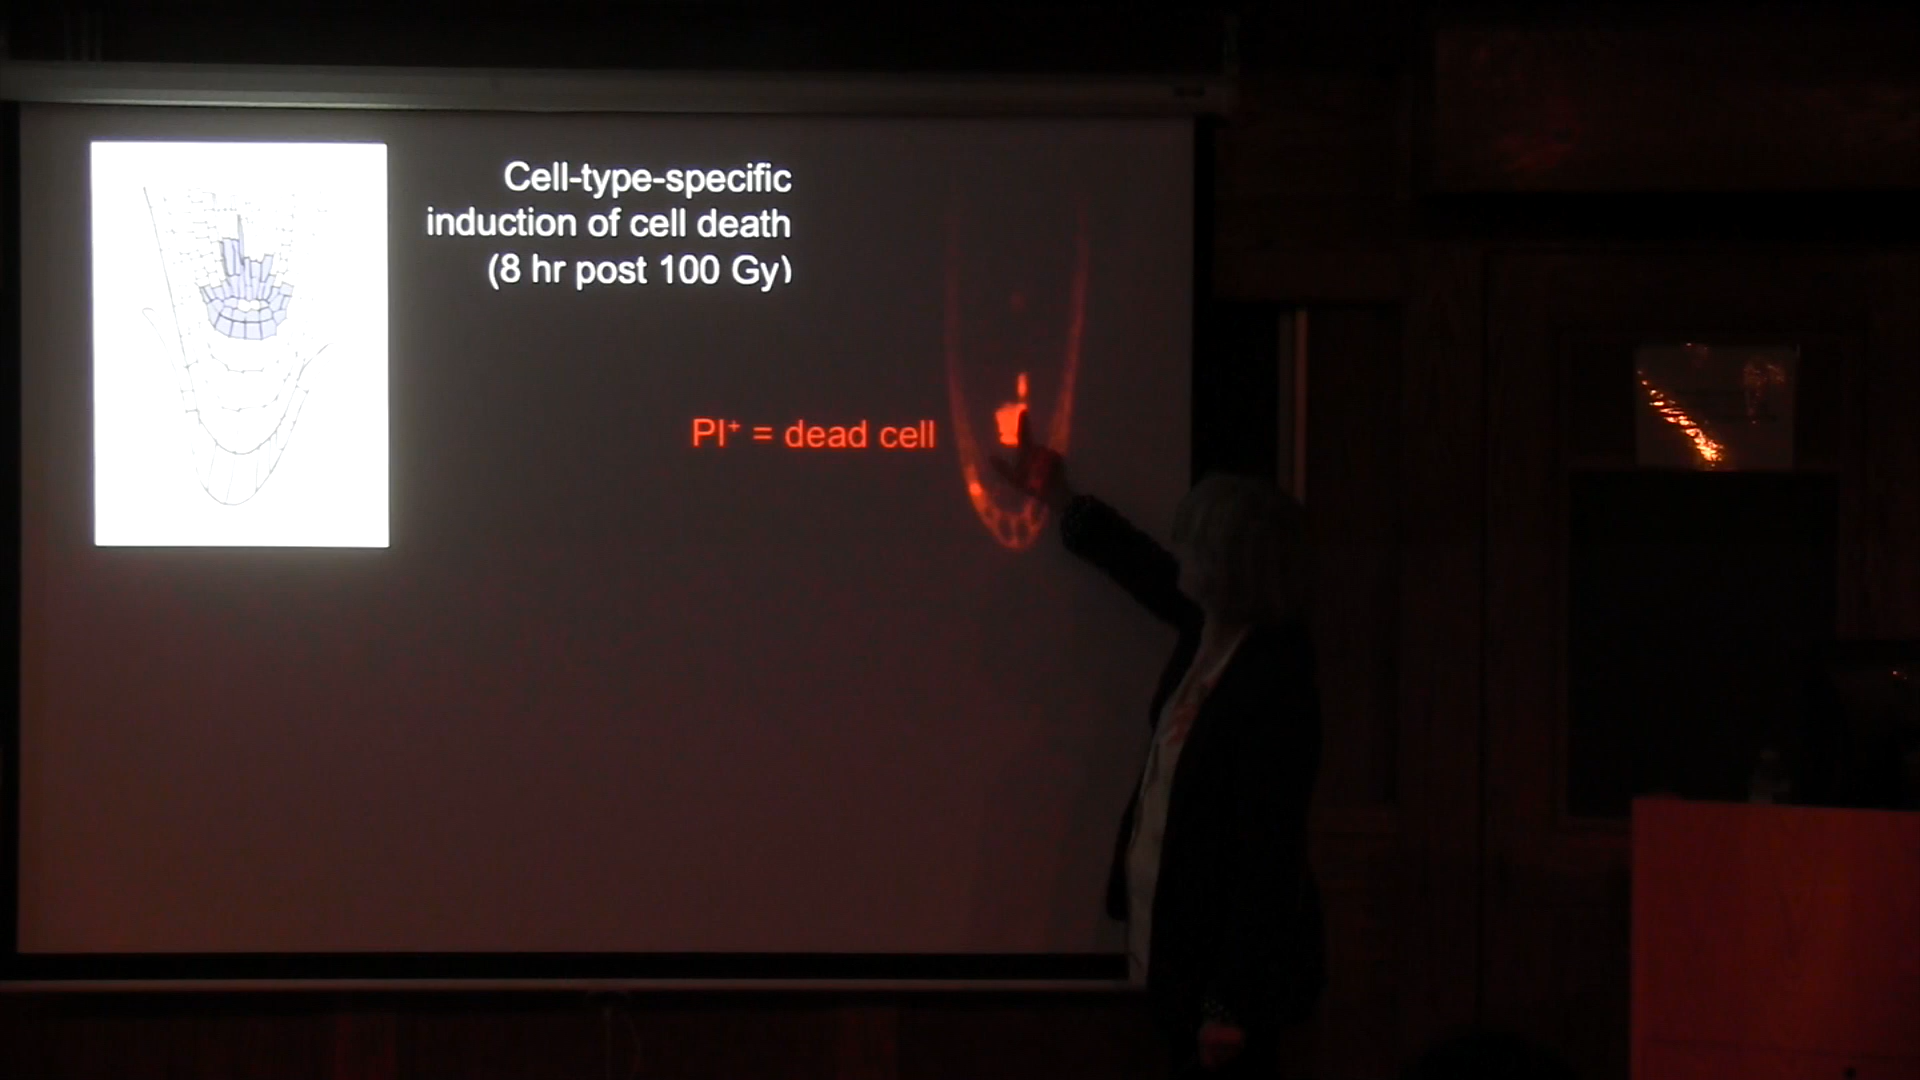 Cell-type-specific
induction of cell death
(8 hr post 100 Gy)
PI⁺ = dead cell